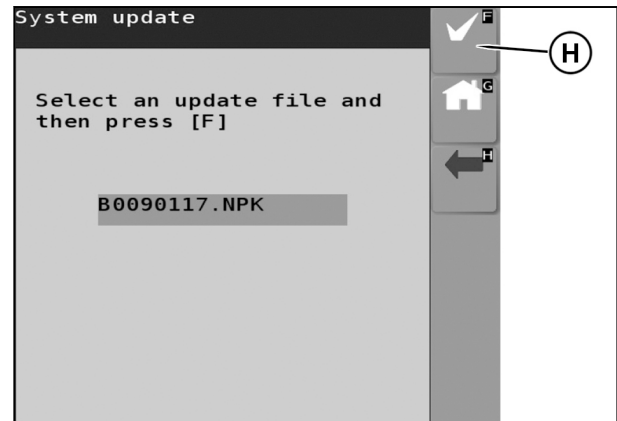 System update
F
H
G
Select an update file and
then press [F]
H
B0090117.NPK